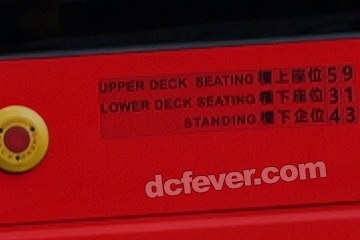 UPPER DECK SEATING 樓上座位 59
LOWER DECK SEATING 樓下座位 31
STANDING 樓下企位 43
dcfever.com